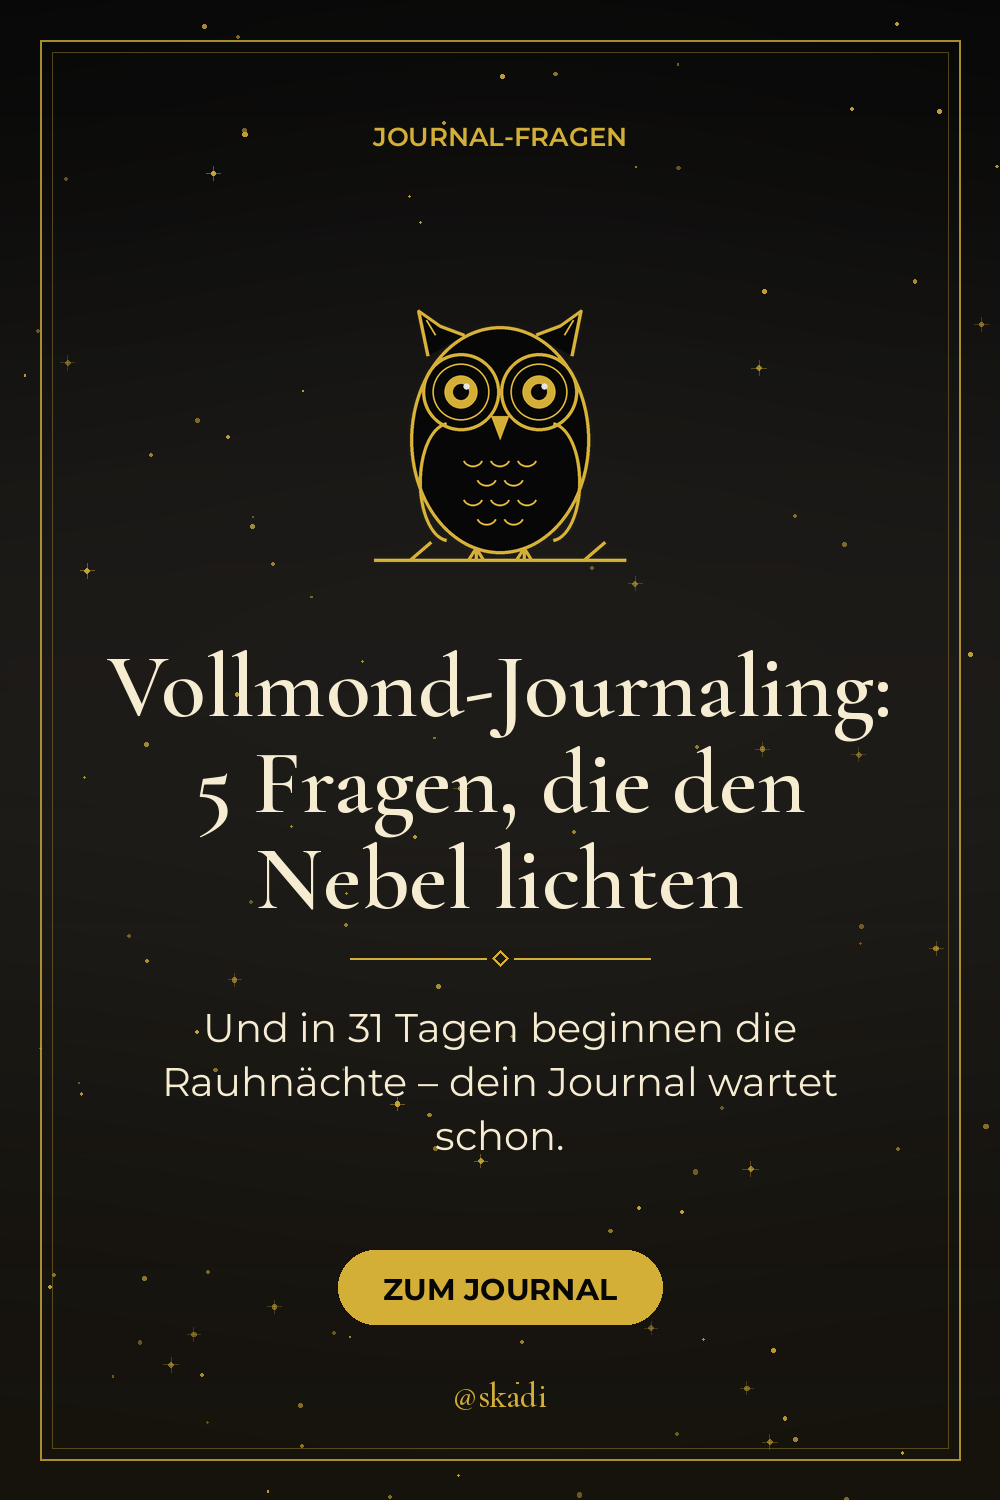 JOURNAL-FRAGEN
Vollmond-Journaling:
5 Fragen, die den
Nebel lichten
Und in 31 Tagen beginnen die
Rauhnächte – dein Journal wartet
schon.
ZUM JOURNAL
@skadi